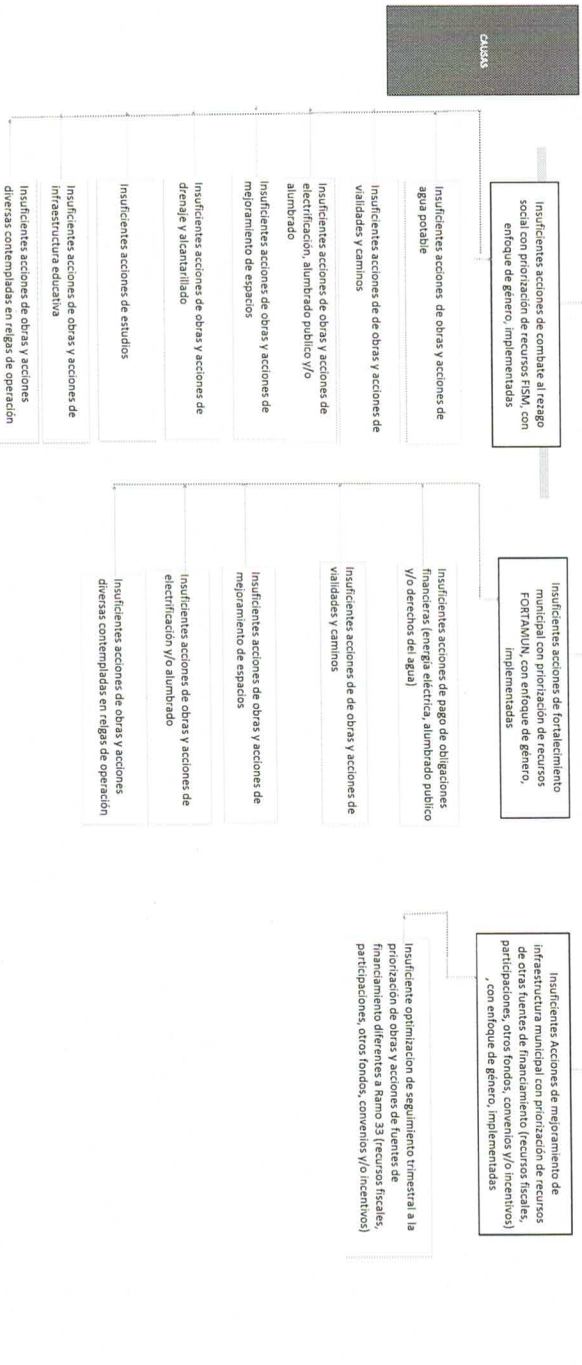 CAUSAS
Insuficientes acciones de combate al rezago
social con priorización de recursos FISM, con
enfoque de género, implementadas
Insuficientes acciones de obras y acciones de
agua potable
Insuficientes acciones de de obras y acciones de
vialidades y caminos
Insuficientes acciones de obras y acciones de
electrificación, alumbrado publico y/o
alumbrado
Insuficientes acciones de obras y acciones de
mejoramiento de espacios
Insuficientes acciones de obras y acciones de
drenaje y alcantarillado
Insuficientes acciones de estudios
Insuficientes acciones de obras y acciones de
infraestructura educativa
Insuficientes acciones de obras y acciones
diversas contempladas en relgas de operación
Insuficientes acciones de fortalecimiento
municipal con priorización de recursos
FORTAMUN, con enfoque de género,
implementadas
Insuficientes acciones de pago de obligaciones
financieras (energía eléctrica, alumbrado publico
y/o derechos del agua)
Insuficientes acciones de de obras y acciones de
vialidades y caminos
Insuficientes acciones de obras y acciones de
mejoramiento de espacios
Insuficientes acciones de obras y acciones de
electrificación y/o alumbrado
Insuficientes acciones de obras y acciones
diversas contempladas en relgas de operación
Insuficientes Acciones de mejoramiento de
infraestructura municipal con priorización de recursos
de otras fuentes de financiamiento (recursos fiscales,
participaciones, otros fondos, convenios y/o incentivos)
, con enfoque de género, implementadas
Insuficiente optimizacion de seguimiento trimestral a la
priorización de obras y acciones de fuentes de
financiamiento diferentes a Ramo 33 (recursos fiscales,
participaciones, otros fondos, convenios y/o incentivos)